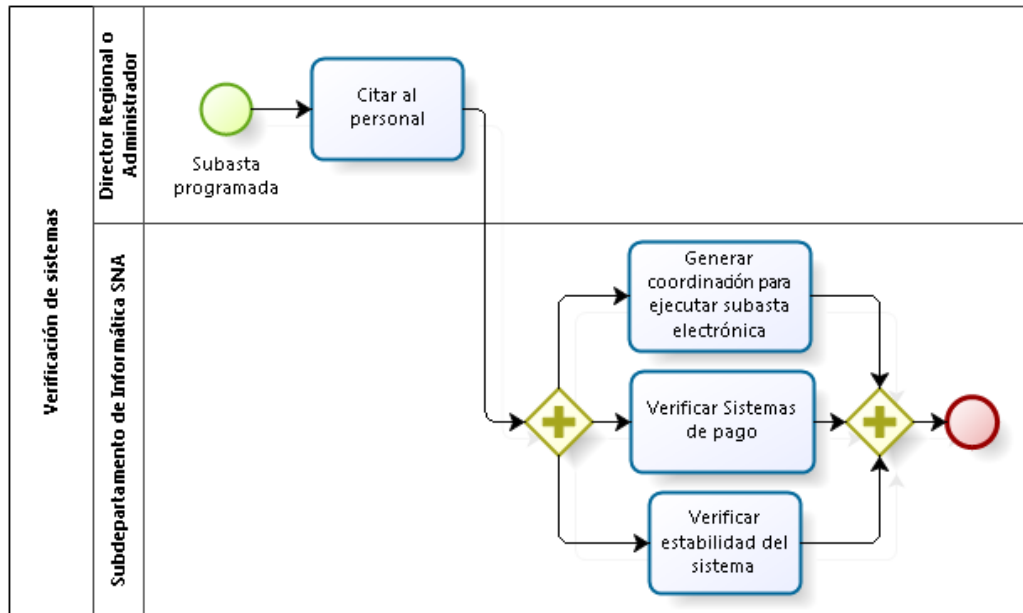 Verificación de sistemas
Director Regional o
Administrador
Subasta
programada
Citar al
personal
Subdepartamento de Informática SNA
Generar
coordinación para
ejecutar subasta
electrónica
Verificar Sistemas
de pago
Verificar
estabilidad del
sistema